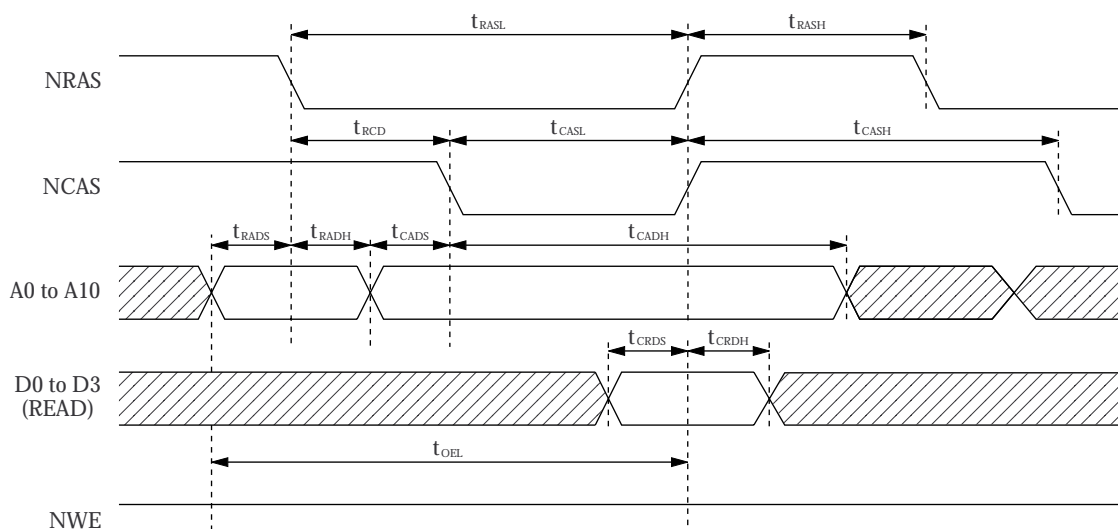 tRASL tRASH
NRAS
tRCD tCASL tCASH
NCAS
tRADS tRADH tCADS tCADH
A0 to A10
tCRDS tCRDH
D0 to D3
(READ)
tOEL
NWE